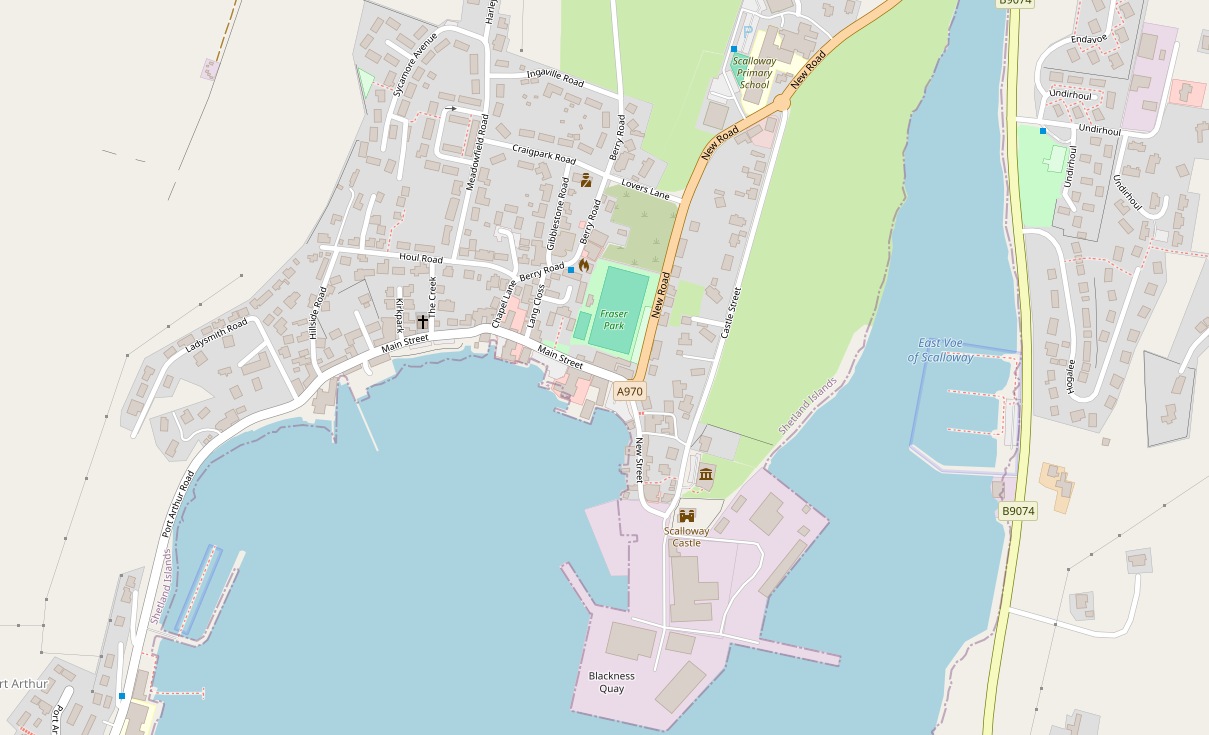 B9074
Harley
Sycamore Avenue
Ingaville Road
Scalloway
Primary
School
New Road
Endavoe
Undirhoul
Undirhoul
Undirhoul
Undirhoul
P
Meadowfield Road
Craigpark Road
Berry Road
New Road
Lovers Lane
Gibblestone Road
Berry Road
Houl Road
Berry Road
New Road
Castle Street
Hillside Road
Kirkpark
The Creek
Chapel Lane
Lang Closs
Fraser
Park
Ladysmith Road
Main Street
Main Street
East Voe
of Scalloway
Hogalee
A970
Shetland Islands
New Street
Port Arthur Road
B9074
Scalloway
Castle
Shetland Islands
Blackness
Quay
rt Arthur
Port Ar